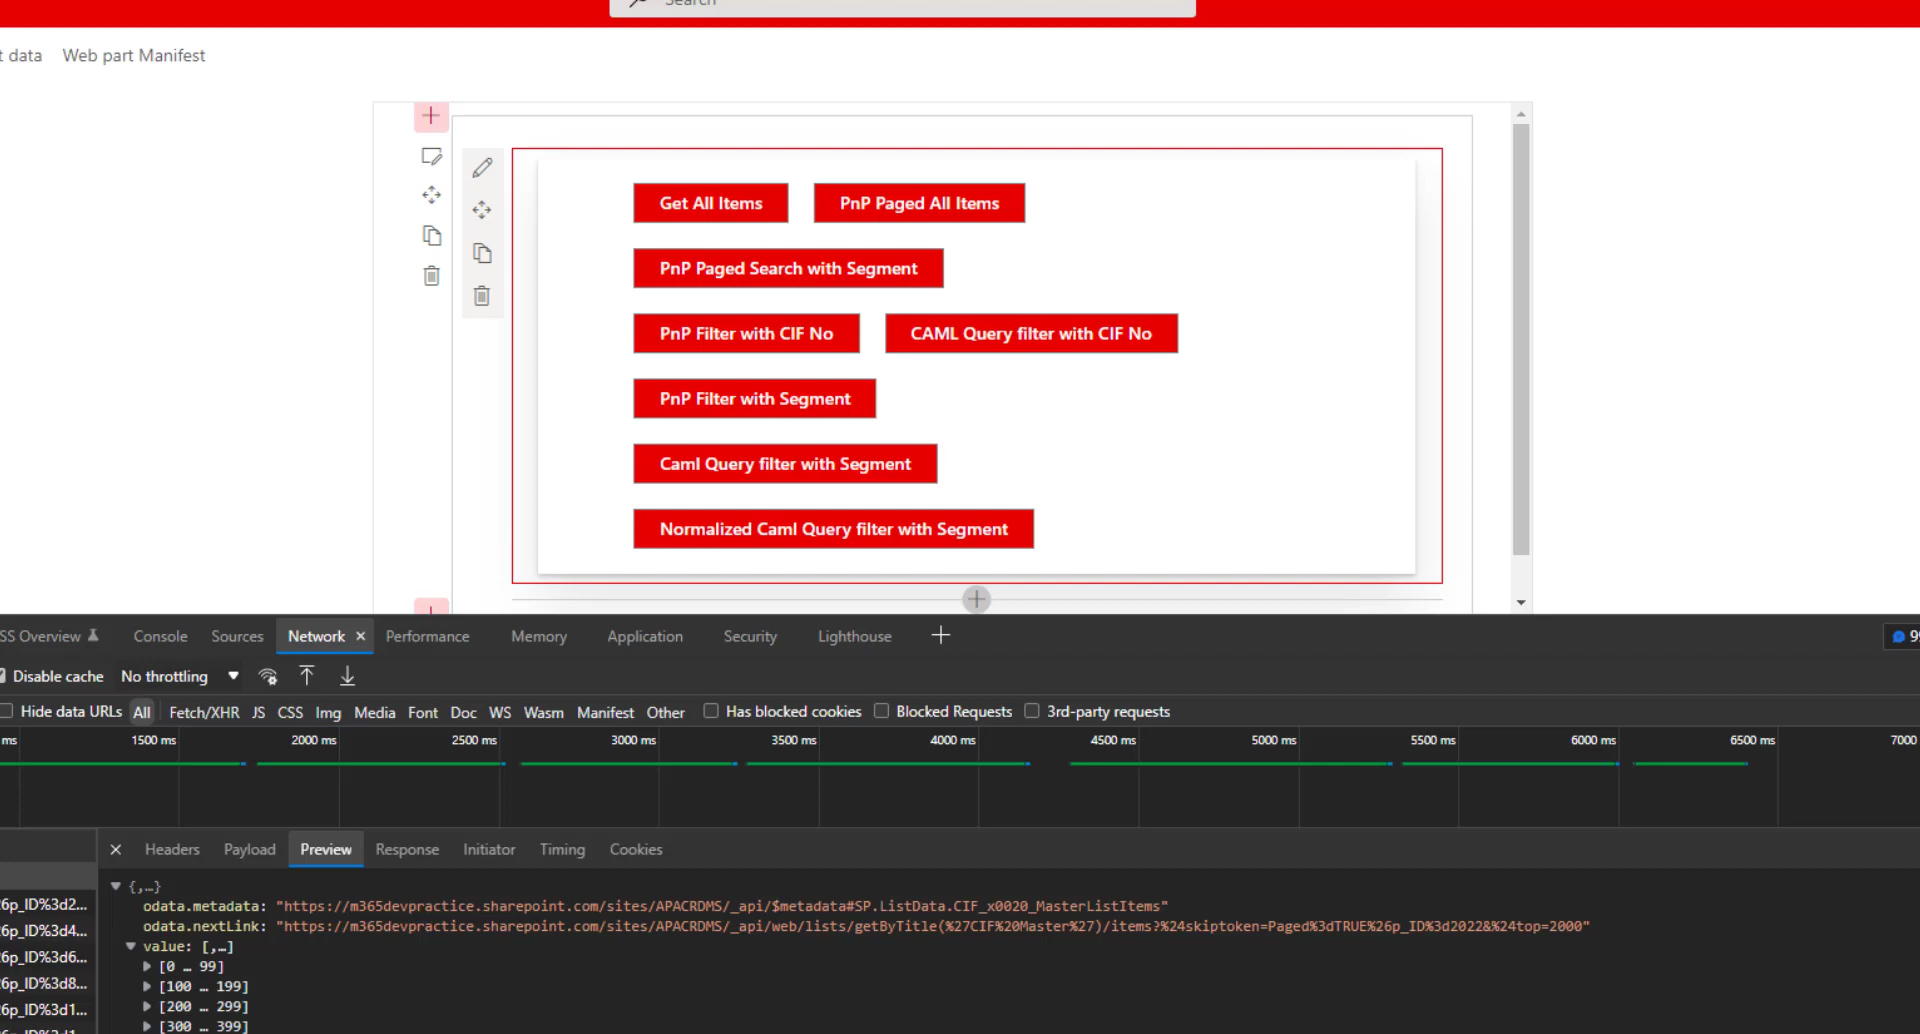 Search
t data Web part Manifest
Get All Items PnP Paged All Items
PnP Paged Search with Segment
PnP Filter with CIF No CAML Query filter with CIF No
PnP Filter with Segment
Caml Query filter with Segment
Normalized Caml Query filter with Segment
SS Overview Console Sources Network × Performance Memory Application Security Lighthouse + 99
Disable cache No throttling
Hide data URLs All Fetch/XHR JS CSS Img Media Font Doc WS Wasm Manifest Other Has blocked cookies Blocked Requests 3rd-party requests
ms 1500 ms 2000 ms 2500 ms 3000 ms 3500 ms 4000 ms 4500 ms 5000 ms 5500 ms 6000 ms 6500 ms 7000
× Headers Payload Preview Response Initiator Timing Cookies
{,…}
6p_ID%3d2... odata.metadata: "https://m365devpractice.sharepoint.com/sites/APACRDMS/_api/$metadata#SP.ListData.CIF_x0020_MasterListItems"
6p_ID%3d4... odata.nextLink: "https://m365devpractice.sharepoint.com/sites/APACRDMS/_api/web/lists/getByTitle(%27CIF%20Master%27)/items?%24skiptoken=Paged%3dTRUE%26p_ID%3d2022&%24top=2000"
value: [,…]
6p_ID%3d6... [0 … 99]
6p_ID%3d8... [100 … 199]
6p_ID%3d1... [200 … 299]
[300 … 399]